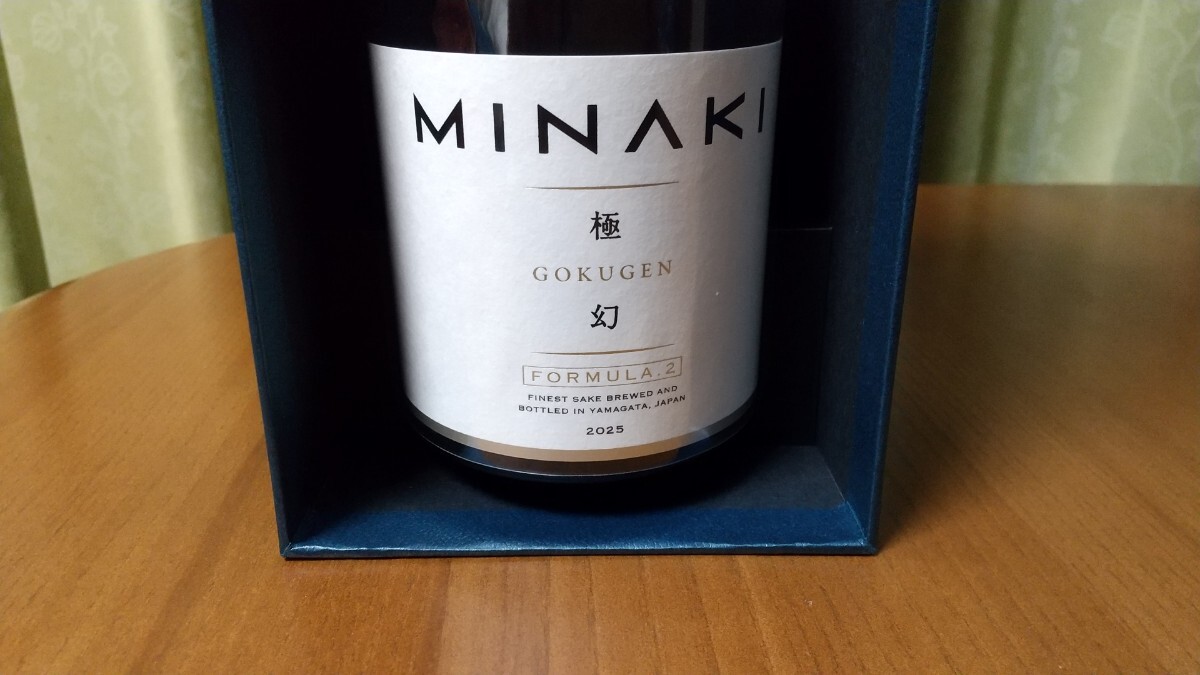 MINAKI
極
GOKUGEN
幻
FORMULA.2
FINEST SAKE BREWED AND
BOTTLED IN YAMAGATA, JAPAN
2025